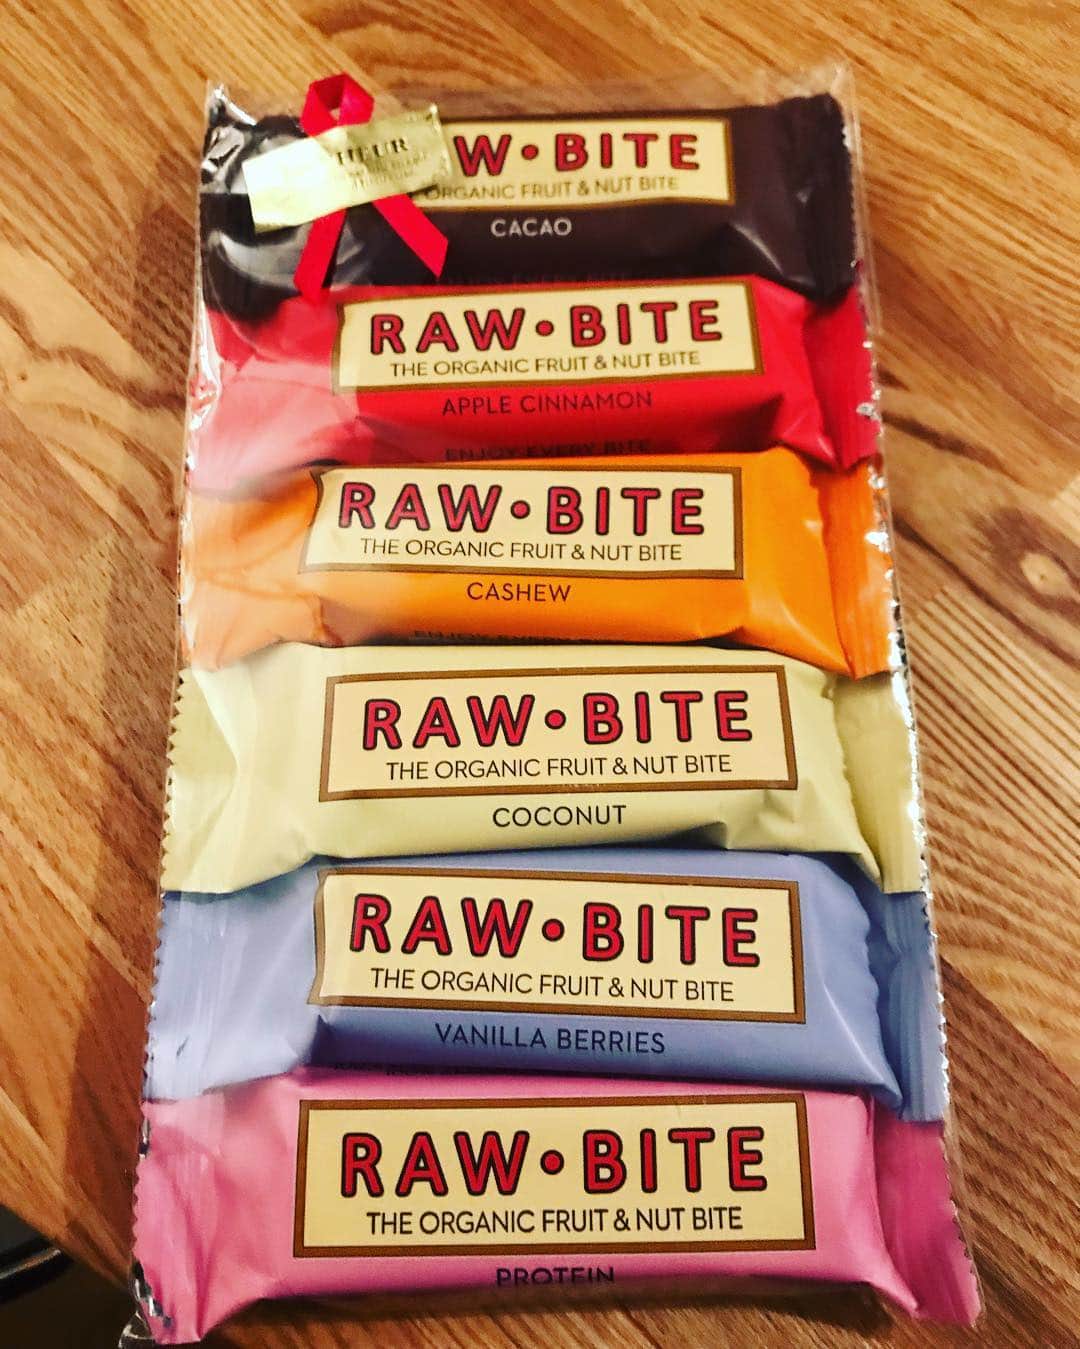 W•BITE
ORGANIC FRUIT & NUT BITE
CACAO
RAW•BITE
THE ORGANIC FRUIT & NUT BITE
APPLE CINNAMON
ENJOY EVERY BITE
RAW•BITE
THE ORGANIC FRUIT & NUT BITE
CASHEW
ENJOY EVERY
RAW•BITE
THE ORGANIC FRUIT & NUT BITE
COCONUT
RAW•BITE
THE ORGANIC FRUIT & NUT BITE
VANILLA BERRIES
RAW•BITE
THE ORGANIC FRUIT & NUT BITE
PROTEIN